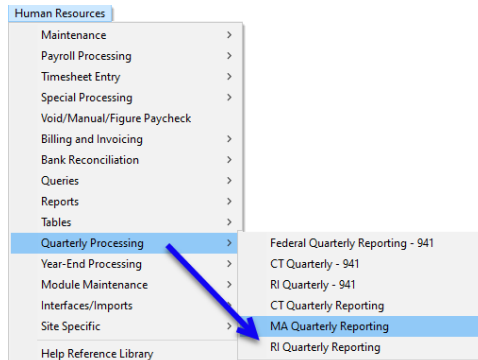 Human Resources
Maintenance
Payroll Processing
Timesheet Entry
Special Processing
Void/Manual/Figure Paycheck
Billing and Invoicing
Bank Reconciliation
Queries
Reports
Tables
Quarterly Processing
Year-End Processing
Module Maintenance
Interfaces/Imports
Site Specific
Help Reference Library
Federal Quarterly Reporting - 941
CT Quarterly - 941
RI Quarterly - 941
CT Quarterly Reporting
MA Quarterly Reporting
RI Quarterly Reporting